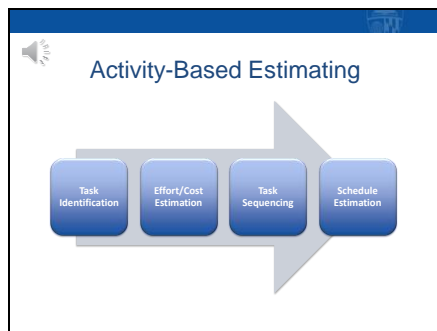 Activity-Based Estimating
Task
Identification
Effort/Cost
Estimation
Task
Sequencing
Schedule
Estimation